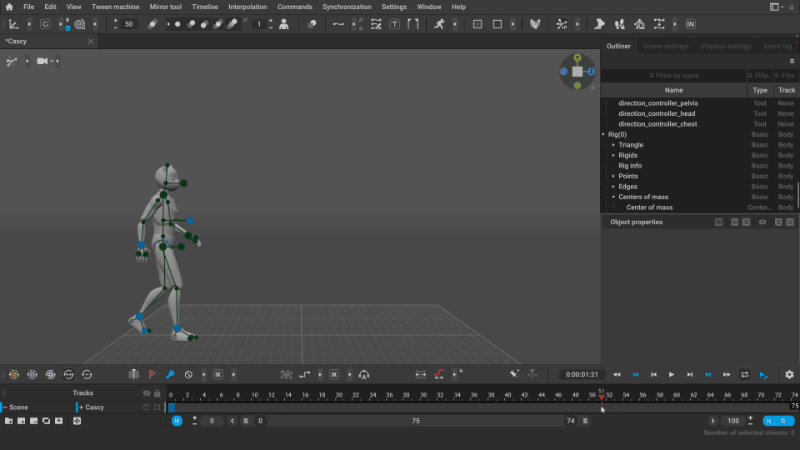 File Edit View Tween machine Mirror tool Timeline Interpolation Commands Synchronization Settings Window Help
50 1 IN
*Cascy
Outliner Scene settings Physics settings Event log
Filter by name Filte.. Filte..
Name Type Track
direction_controller_pelvis Tool None
direction_controller_head Tool None
direction_controller_chest Tool None
Rig(0) Basic Body
Triangle Basic Body
Rigids Basic Body
Rig info Basic Body
Points Basic Body
Edges Basic Body
Centers of mass Basic Body
Center of mass Center... Body
Object properties
Y
Z
0:00:01:21
Tracks
Scene Cascy
0 2 4 6 8 10 12 14 16 18 20 22 24 26 28 30 32 34 36 38 40 42 44 46 48 50 51 52 54 56 58 60 62 64 66 68 70 72 74
75
0 0 75 74 100 0
Number of selected objects: 0